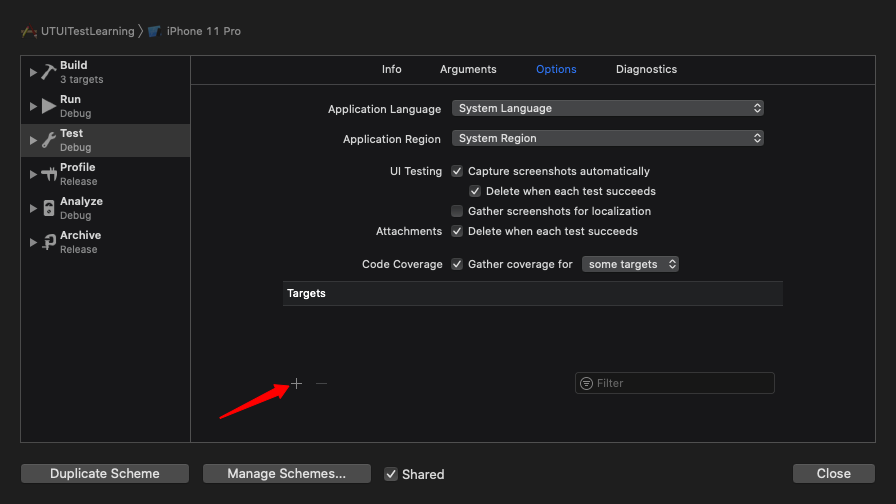 UTUITestLearning 〉 iPhone 11 Pro
Build
3 targets
Run
Debug
Test
Debug
Profile
Release
Analyze
Debug
Archive
Release
Info Arguments Options Diagnostics
Application Language System Language
Application Region System Region
UI Testing Capture screenshots automatically
Delete when each test succeeds
Gather screenshots for localization
Attachments Delete when each test succeeds
Code Coverage Gather coverage for some targets
Targets
Filter
Duplicate Scheme Manage Schemes... Shared Close